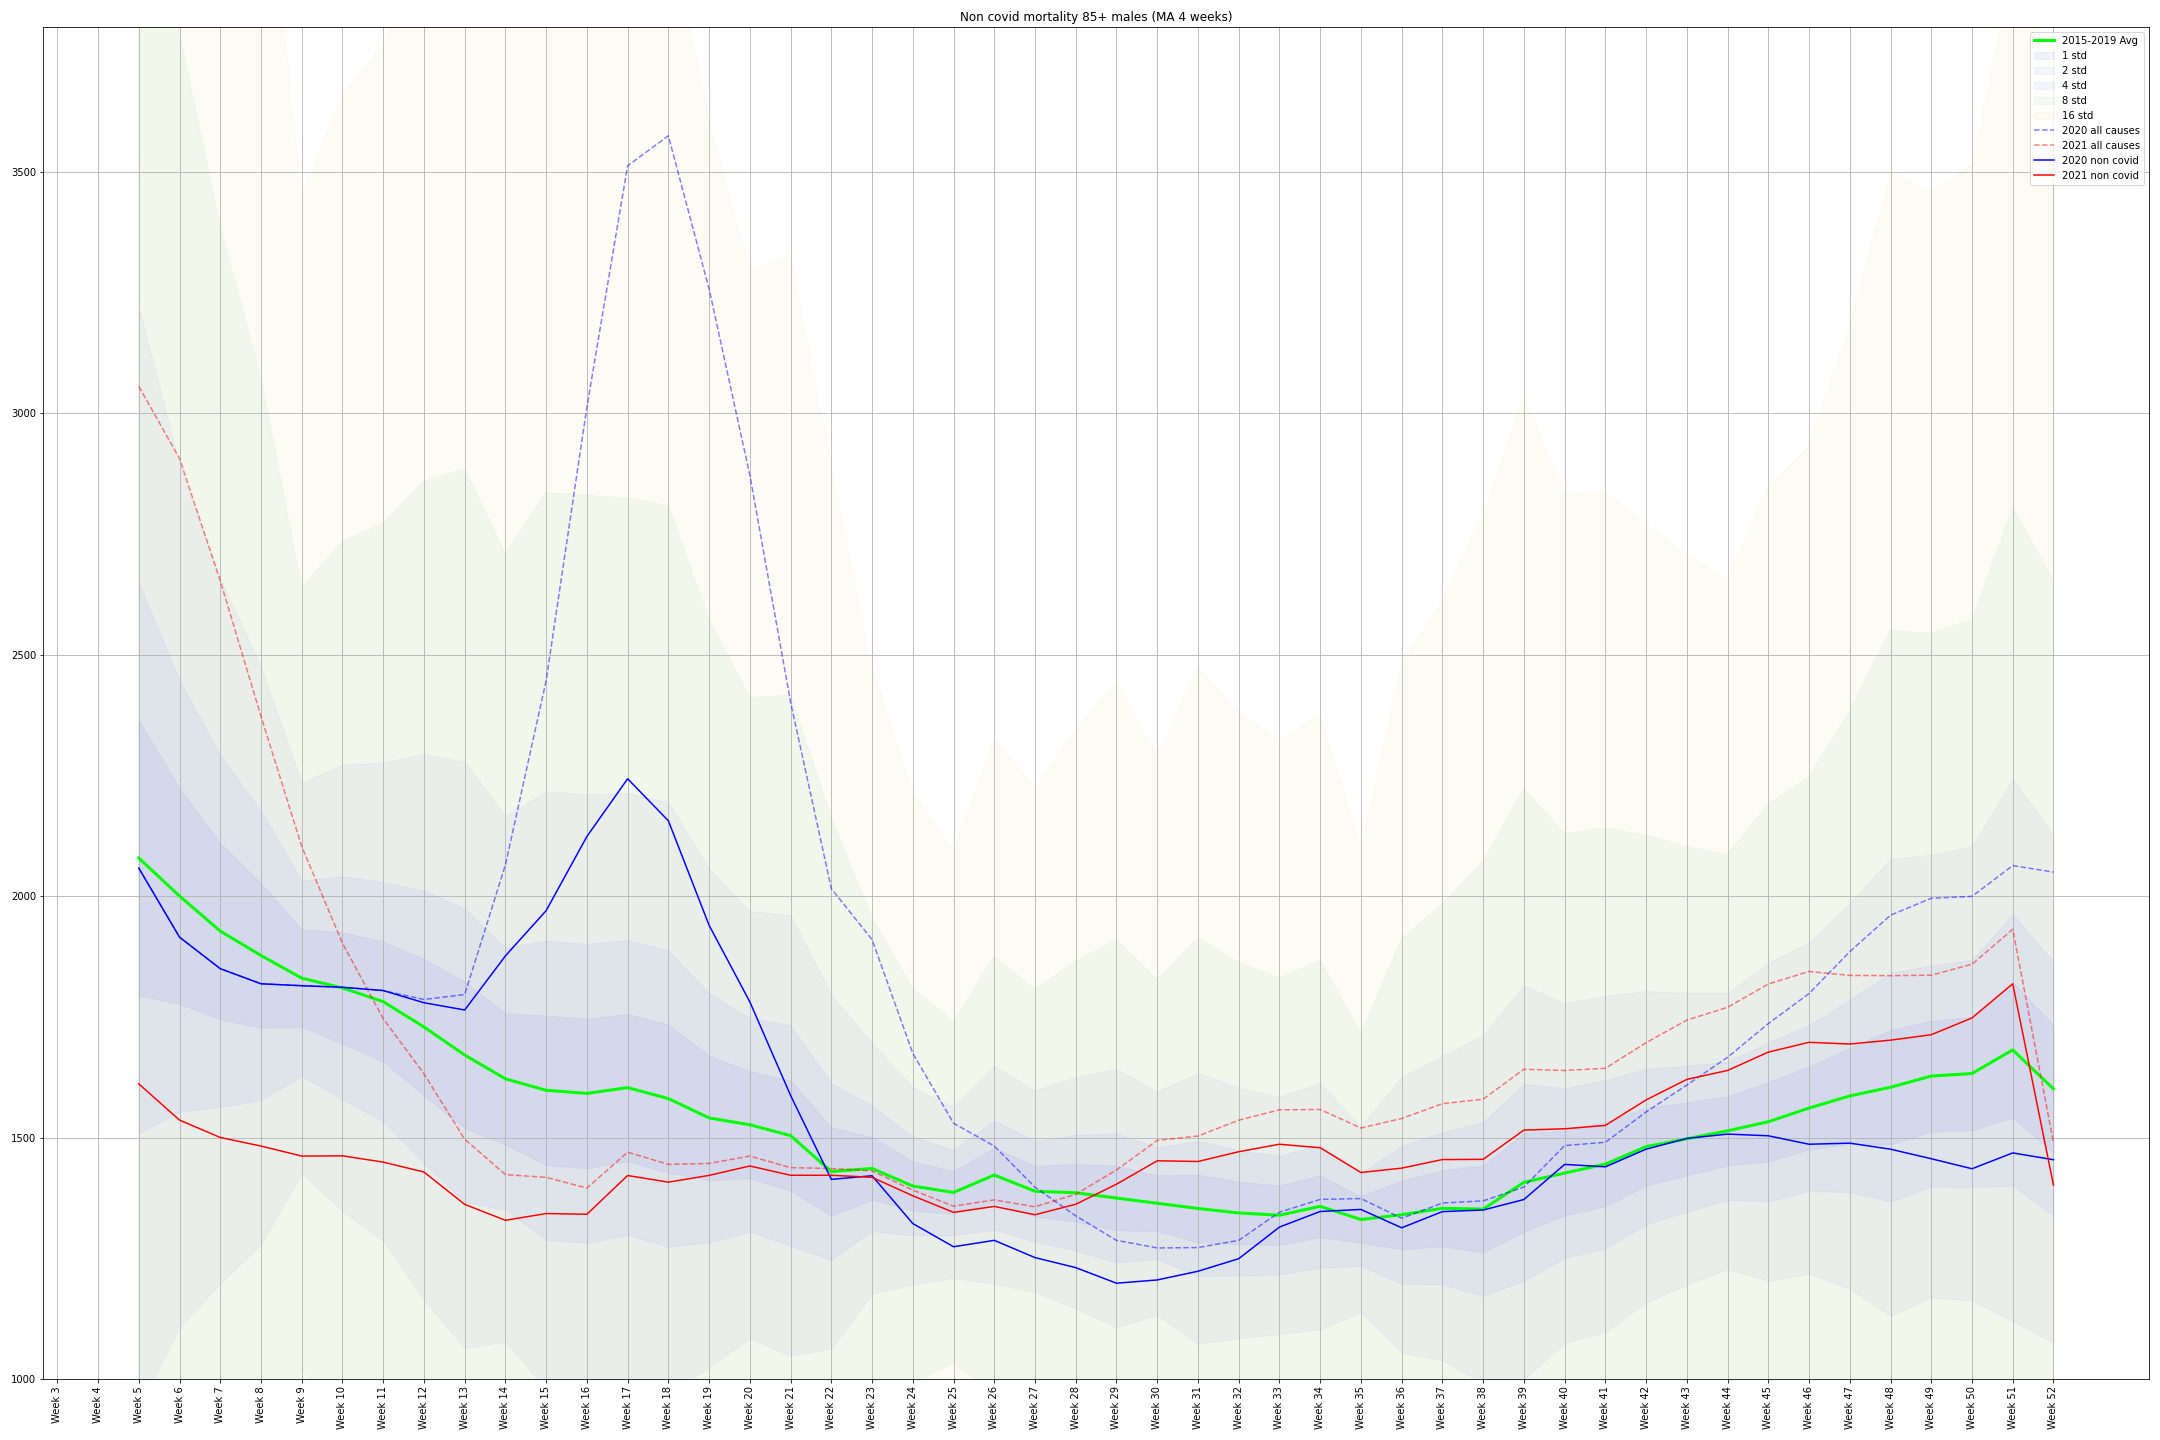 Non covid mortality 85+ males (MA 4 weeks)
2015-2019 Avg
1 std
2 std
4 std
8 std
16 std
2020 all causes
2021 all causes
2020 non covid
2021 non covid
3500
3000
2500
2000
1500
1000
Week 3
Week 4
Week 5
Week 6
Week 7
Week 8
Week 9
Week 10
Week 11
Week 12
Week 13
Week 14
Week 15
Week 16
Week 17
Week 18
Week 19
Week 20
Week 21
Week 22
Week 23
Week 24
Week 25
Week 26
Week 27
Week 28
Week 29
Week 30
Week 31
Week 32
Week 33
Week 34
Week 35
Week 36
Week 37
Week 38
Week 39
Week 40
Week 41
Week 42
Week 43
Week 44
Week 45
Week 46
Week 47
Week 48
Week 49
Week 50
Week 51
Week 52